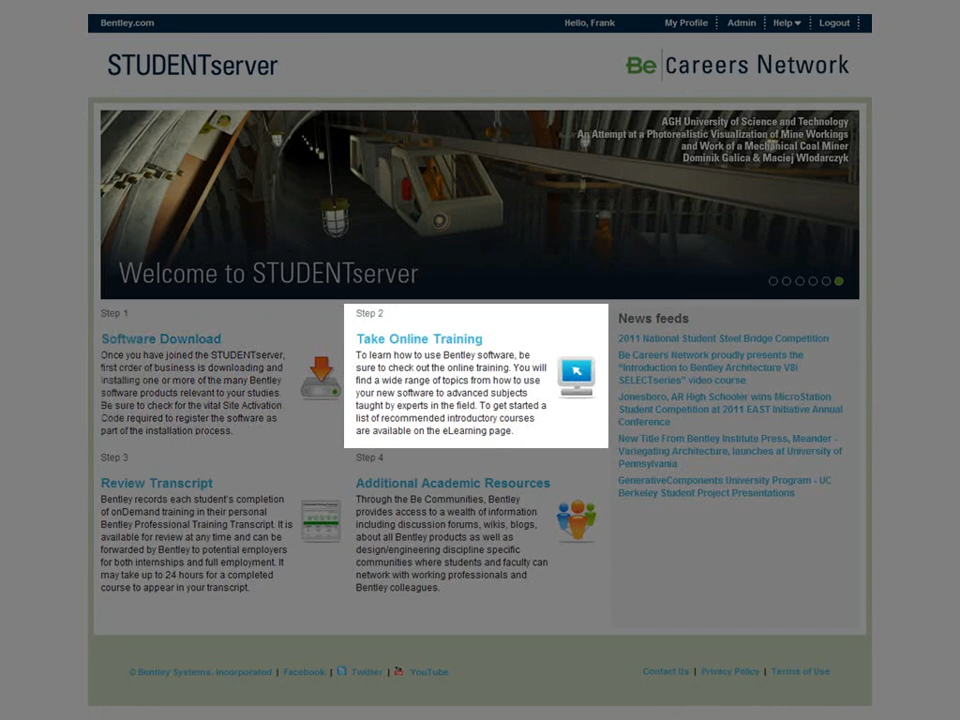 Bentley.com
Hello, Frank
My Profile
Admin
Help
Logout
STUDENTserver
Be Careers Network
AGH University of Science and Technology
An Attempt at a Photorealistic Visualization of Mine Workings
and Work of a Mechanical Coal Miner
Dominik Galica & Maciej Wlodarczyk
Welcome to STUDENTserver
Step 1
Software Download
Once you have joined the STUDENTserver,
first order of business is downloading and
installing one or more of the many Bentley
software products relevant to your studies.
Be sure to check for the vital Site Activation
Code required to register the software as
part of the installation process.
Step 2
Take Online Training
To learn how to use Bentley software, be
sure to check out the online training. You will
find a wide range of topics from how to use
your new software to advanced subjects
taught by experts in the field. To get started a
list of recommended introductory courses
are available on the eLearning page.
Step 3
Review Transcript
Bentley records each student's completion
of onDemand training in their personal
Bentley Professional Training Transcript. It is
available for review at any time and can be
forwarded by Bentley to potential employers
for both internships and full employment. It
may take up to 24 hours for a completed
course to appear in your transcript.
Step 4
Additional Academic Resources
Through the Be Communities, Bentley
provides access to a wealth of information
including discussion forums, wikis, blogs,
about all Bentley products as well as
design/engineering discipline specific
communities where students and faculty can
network with working professionals and
Bentley colleagues.
News feeds
2011 National Student Steel Bridge Competition
Be Careers Network proudly presents the
"Introduction to Bentley Architecture V8i
SELECTseries" video course
Jonesboro, AR High Schooler wins MicroStation
Student Competition at 2011 EAST Initiative Annual
Conference
New Title From Bentley Institute Press, Meander -
Variegating Architecture, launches at University of
Pennsylvania
GenerativeComponents University Program - UC
Berkeley Student Project Presentations
© Bentley Systems, Incorporated | Facebook | Twitter | YouTube
Contact Us | Privacy Policy | Terms of Use